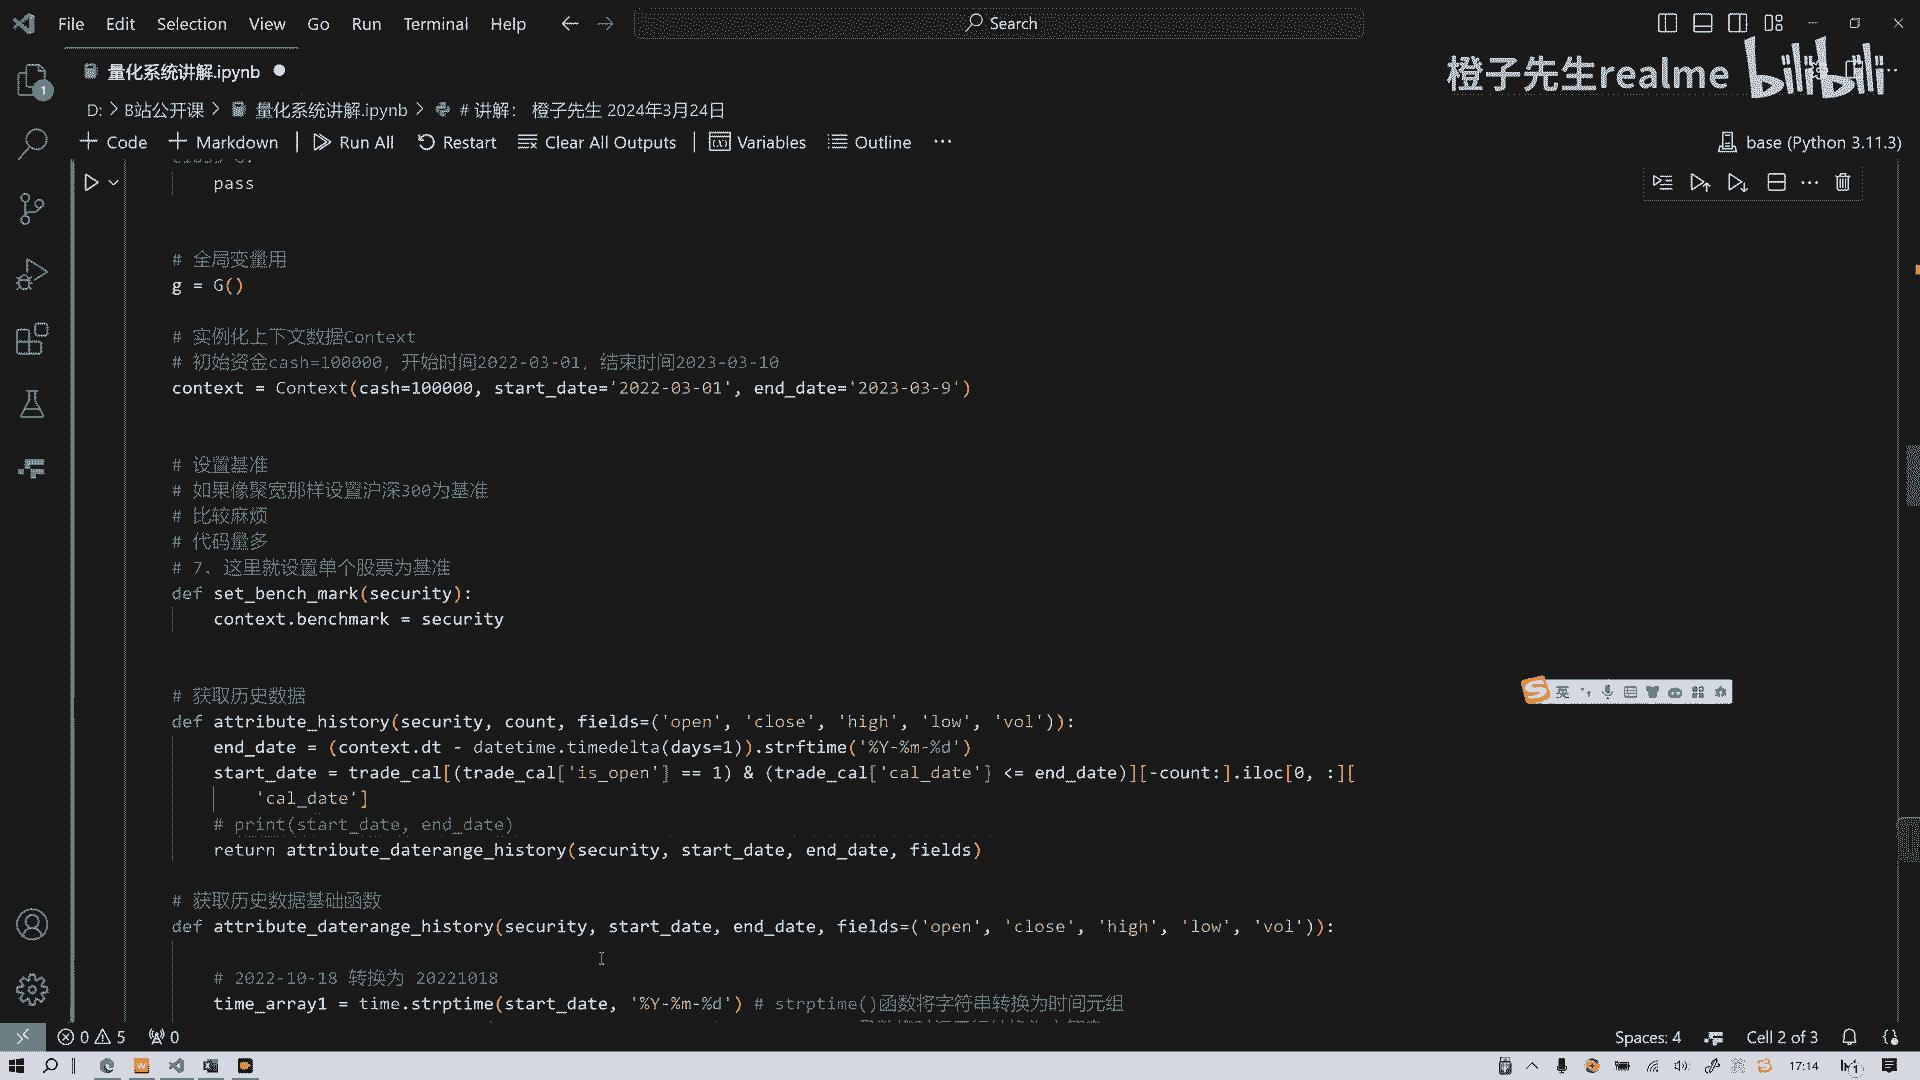 File Edit Selection View Go Run Terminal Help
Search
量化系统讲解.ipynb
橙子先生realme bilibili
D: > B站公开课 > 量化系统讲解.ipynb > # 讲解： 橙子先生 2024年3月24日
+ Code + Markdown | Run All Restart Clear All Outputs | Variables Outline ···
base (Python 3.11.3)
pass
# 全局变量用
g = G()
# 实例化上下文数据Context
# 初始资金cash=100000，开始时间2022-03-01，结束时间2023-03-10
context = Context(cash=100000, start_date='2022-03-01', end_date='2023-03-9')
# 设置基准
# 如果像聚宽那样设置沪深300为基准
# 比较麻烦
# 代码量多
# 7. 这里就设置单个股票为基准
def set_bench_mark(security):
context.benchmark = security
# 获取历史数据
def attribute_history(security, count, fields=('open', 'close', 'high', 'low', 'vol')):
end_date = (context.dt - datetime.timedelta(days=1)).strftime('%Y-%m-%d')
start_date = trade_cal[(trade_cal['is_open'] == 1) & (trade_cal['cal_date'] <= end_date)][-count:].iloc[0, :][
'cal_date']
# print(start_date, end_date)
return attribute_daterange_history(security, start_date, end_date, fields)
# 获取历史数据基础函数
def attribute_daterange_history(security, start_date, end_date, fields=('open', 'close', 'high', 'low', 'vol')):
# 2022-10-18 转换为 20221018
time_array1 = time.strptime(start_date, '%Y-%m-%d') # strptime()函数将字符串转换为时间元组
英
0 5 0
Spaces: 4
Cell 2 of 3
17:14